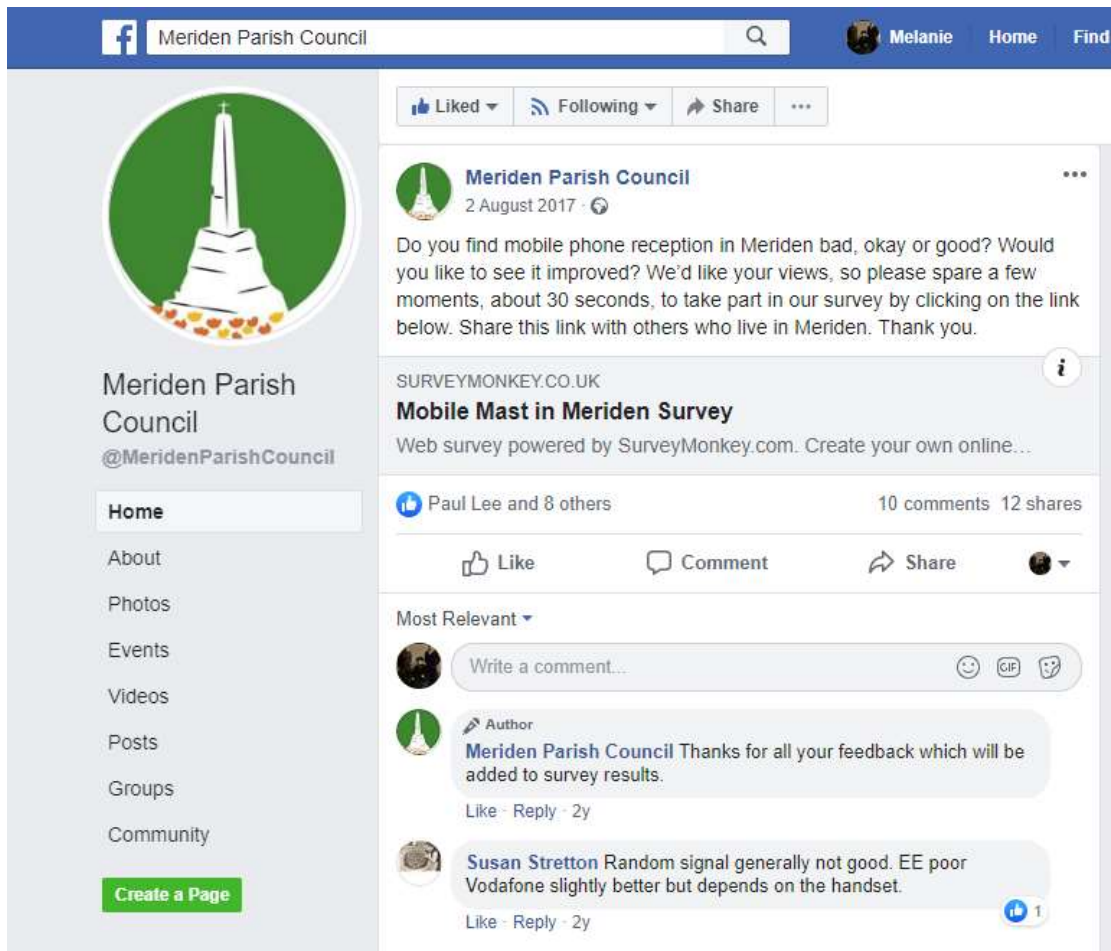 Meriden Parish Council
Melanie
Home
Find
Meriden Parish
Council
@MeridenParishCouncil
Home
About
Photos
Events
Videos
Posts
Groups
Community
Create a Page
Liked
Following
Share
Meriden Parish Council
2 August 2017 ·
Do you find mobile phone reception in Meriden bad, okay or good? Would
you like to see it improved? We'd like your views, so please spare a few
moments, about 30 seconds, to take part in our survey by clicking on the link
below. Share this link with others who live in Meriden. Thank you.
SURVEYMONKEY.CO.UK
Mobile Mast in Meriden Survey
Web survey powered by SurveyMonkey.com. Create your own online...
Paul Lee and 8 others
10 comments 12 shares
Like
Comment
Share
Most Relevant
Write a comment...
GIF
Author
Meriden Parish Council Thanks for all your feedback which will be
added to survey results.
Like · Reply · 2y
Susan Stretton Random signal generally not good. EE poor
Vodafone slightly better but depends on the handset.
1
Like · Reply · 2y